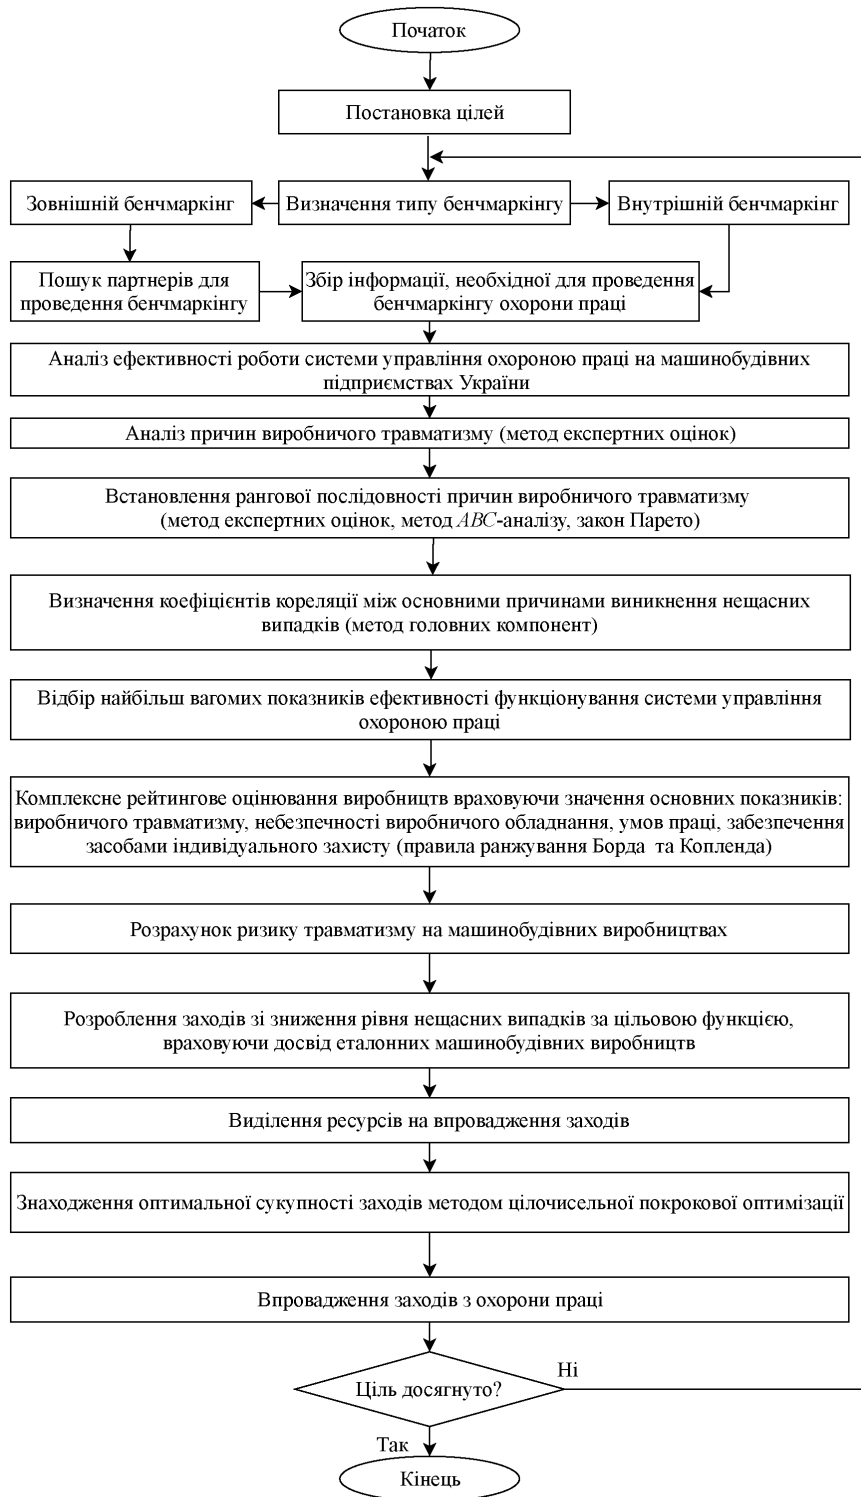 Початок
Постановка цілей
Зовнішній бенчмаркінг
Визначення типу бенчмаркінгу
Внутрішній бенчмаркінг
Пошук партнерів для
проведення бенчмаркінгу
Збір інформації, необхідної для проведення
бенчмаркінгу охорони праці
Аналіз ефективності роботи системи управління охороною праці на машинобудівних
підприємствах України
Аналіз причин виробничого травматизму (метод експертних оцінок)
Встановлення рангової послідовності причин виробничого травматизму
(метод експертних оцінок, метод ABC-аналізу, закон Парето)
Визначення коефіцієнтів кореляції між основними причинами виникнення нещасних
випадків (метод головних компонент)
Відбір найбільш вагомих показників ефективності функціонування системи управління
охороною праці
Комплексне рейтингове оцінювання виробництв враховуючи значення основних показників:
виробничого травматизму, небезпечності виробничого обладнання, умов праці, забезпечення
засобами індивідуального захисту (правила ранжування Борда та Копленда)
Розрахунок ризику травматизму на машинобудівних виробництвах
Розроблення заходів зі зниження рівня нещасних випадків за цільовою функцією,
враховуючи досвід еталонних машинобудівних виробництв
Виділення ресурсів на впровадження заходів
Знаходження оптимальної сукупності заходів методом цілочисельної покрокової оптимізації
Впровадження заходів з охорони праці
Ціль досягнуто?
Ні
Так
Кінець